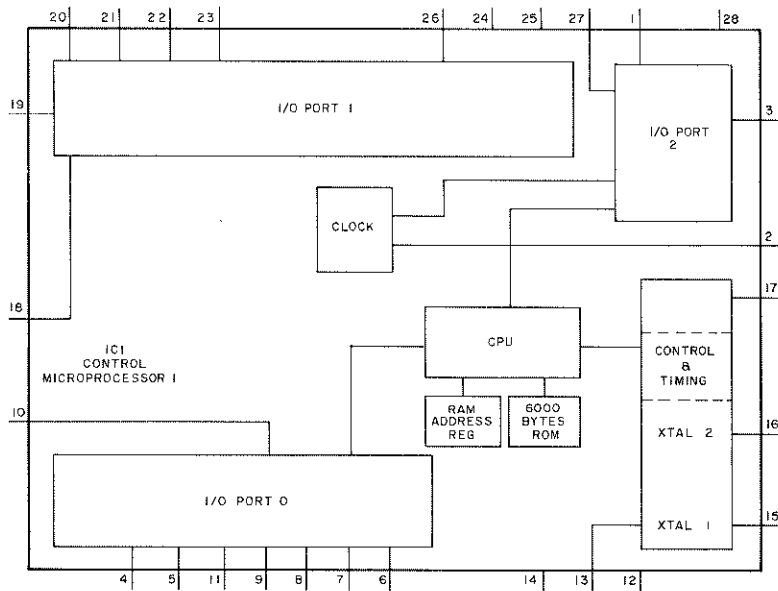 20 21 22 23 26 24 25 27 1 28
19
I/O PORT 1
3
I/O PORT
2
CLOCK
2
17
18
IC1
CONTROL
MICROPROCESSOR 1
CPU
CONTROL
&
TIMING
10
RAM
ADDRESS
REG
6000
BYTES
ROM
XTAL 2
16
I/O PORT 0
XTAL 1
15
4 5 11 9 8 7 6 14 13 12